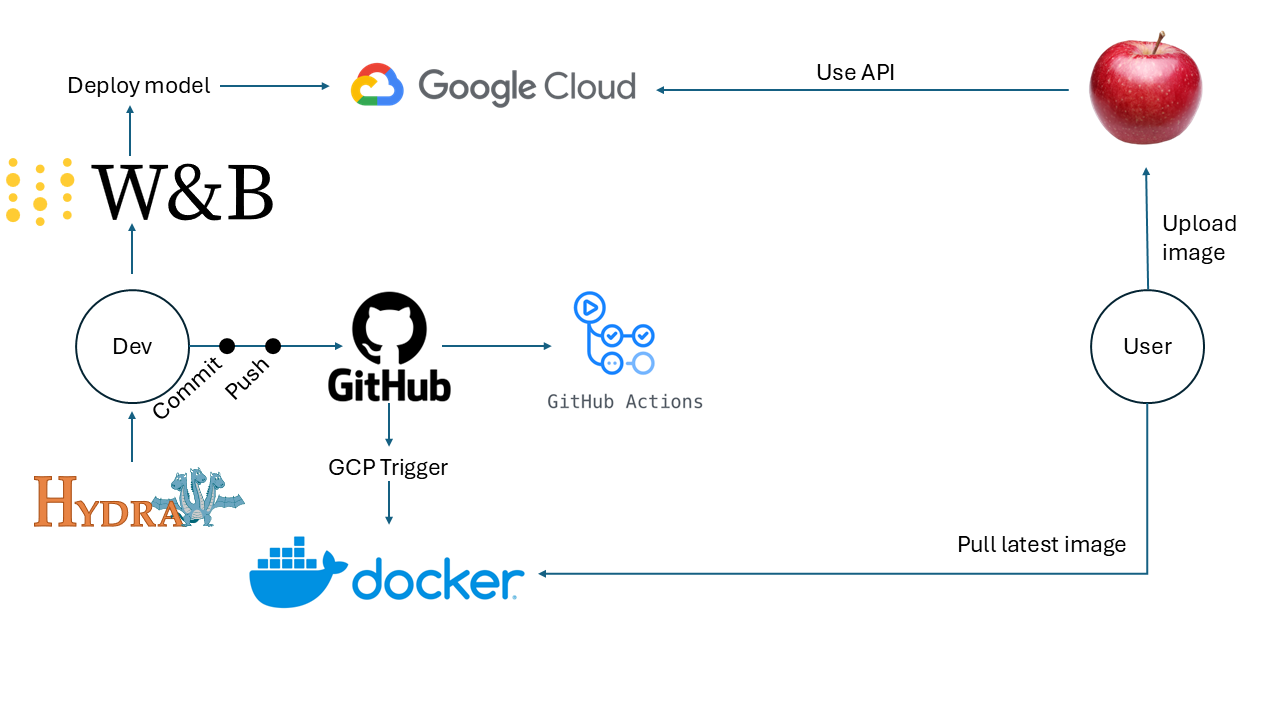 Deploy model
Google Cloud
Use API
W&B
Upload
image
Dev
Commit
Push
GitHub
GitHub Actions
User
GCP Trigger
HYDRA
Pull latest image
docker